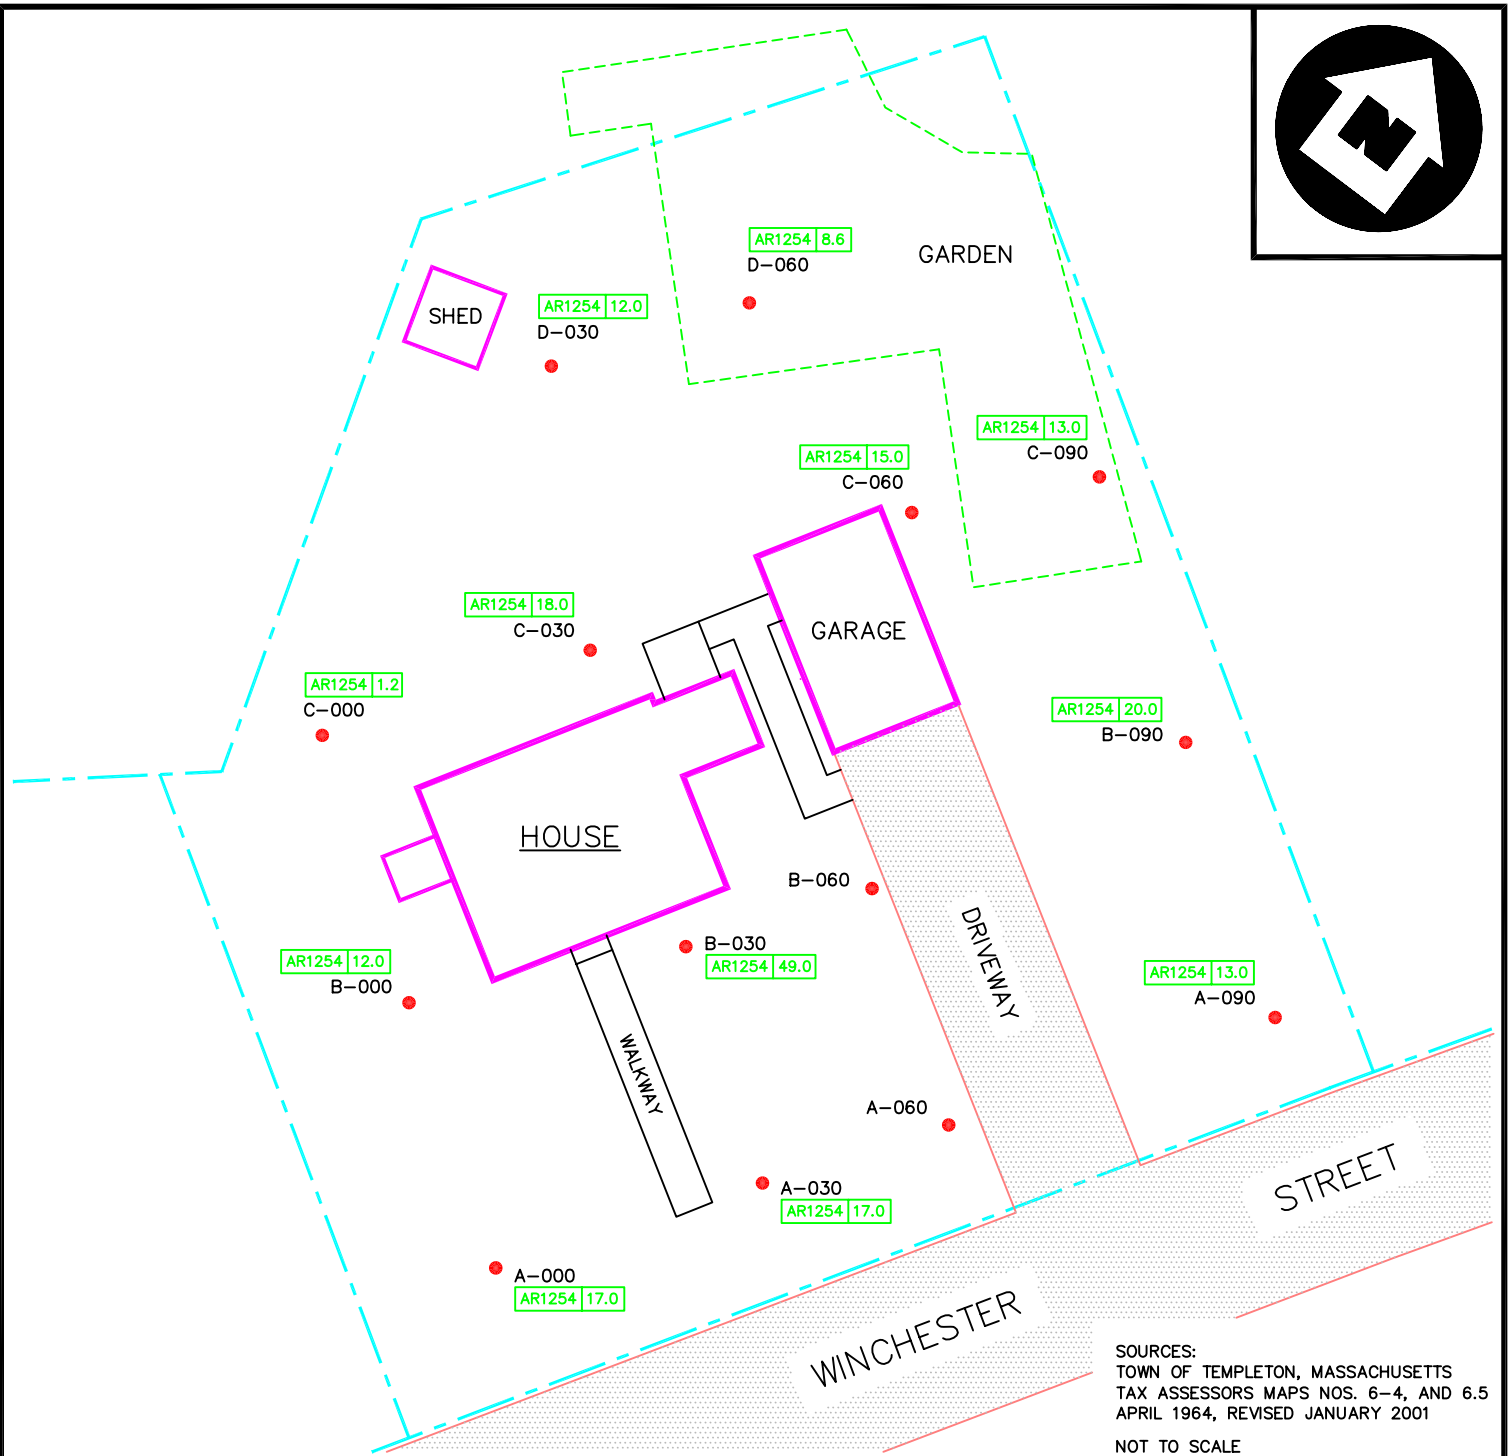 N
AR1254 8.6
D-060
GARDEN
AR1254 12.0
D-030
SHED
AR1254 13.0
C-090
AR1254 15.0
C-060
AR1254 18.0
C-030
GARAGE
AR1254 1.2
C-000
AR1254 20.0
B-090
HOUSE
B-060
B-030
AR1254 49.0
DRIVEWAY
AR1254 12.0
B-000
AR1254 13.0
A-090
WALKWAY
A-060
A-030
AR1254 17.0
A-000
AR1254 17.0
WINCHESTER STREET
SOURCES:
TOWN OF TEMPLETON, MASSACHUSETTS
TAX ASSESSORS MAPS NOS. 6-4, AND 6.5
APRIL 1964, REVISED JANUARY 2001
NOT TO SCALE